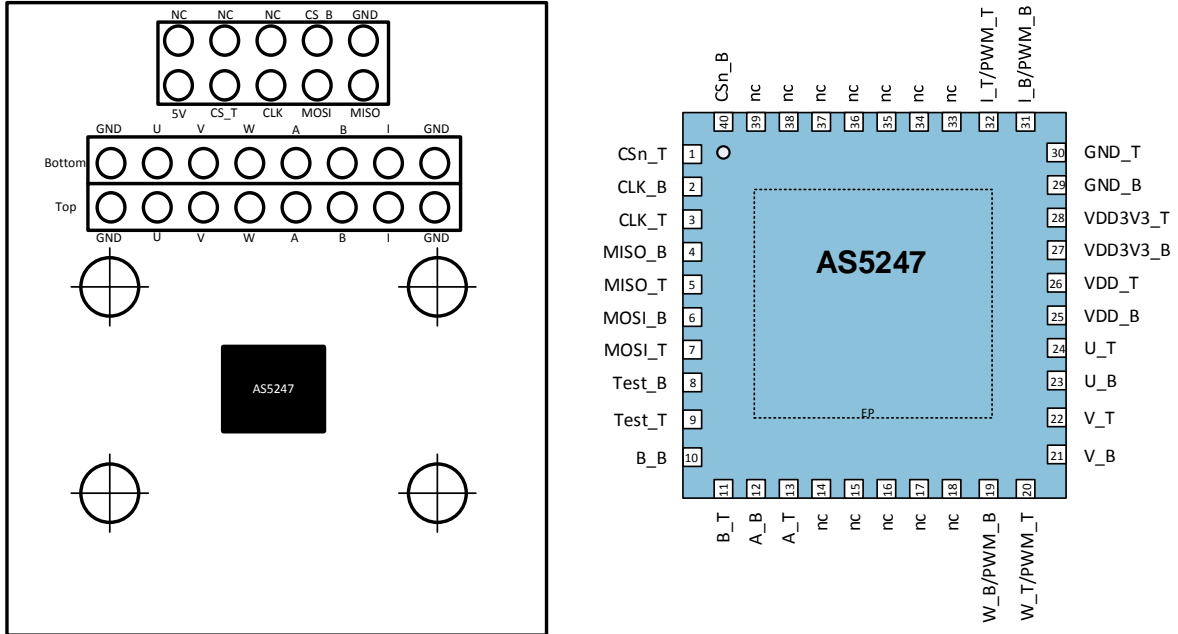 NC NC NC CS_B GND
5V CS_T CLK MOSI MISO
GND U V W A B I GND
Bottom
Top
GND U V W A B I GND
AS5247
CSn_B nc nc nc nc nc nc nc I_T/PWM_T I_B/PWM_B
40 39 38 37 36 35 34 33 32 31
CSn_T 1
CLK_B 2
CLK_T 3
MISO_B 4
MISO_T 5
MOSI_B 6
MOSI_T 7
Test_B 8
Test_T 9
B_B 10
AS5247
EP
30 GND_T
29 GND_B
28 VDD3V3_T
27 VDD3V3_B
26 VDD_T
25 VDD_B
24 U_T
23 U_B
22 V_T
21 V_B
11 12 13 14 15 16 17 18 19 20
B_T A_B A_T nc nc nc nc nc W_B/PWM_B W_T/PWM_T